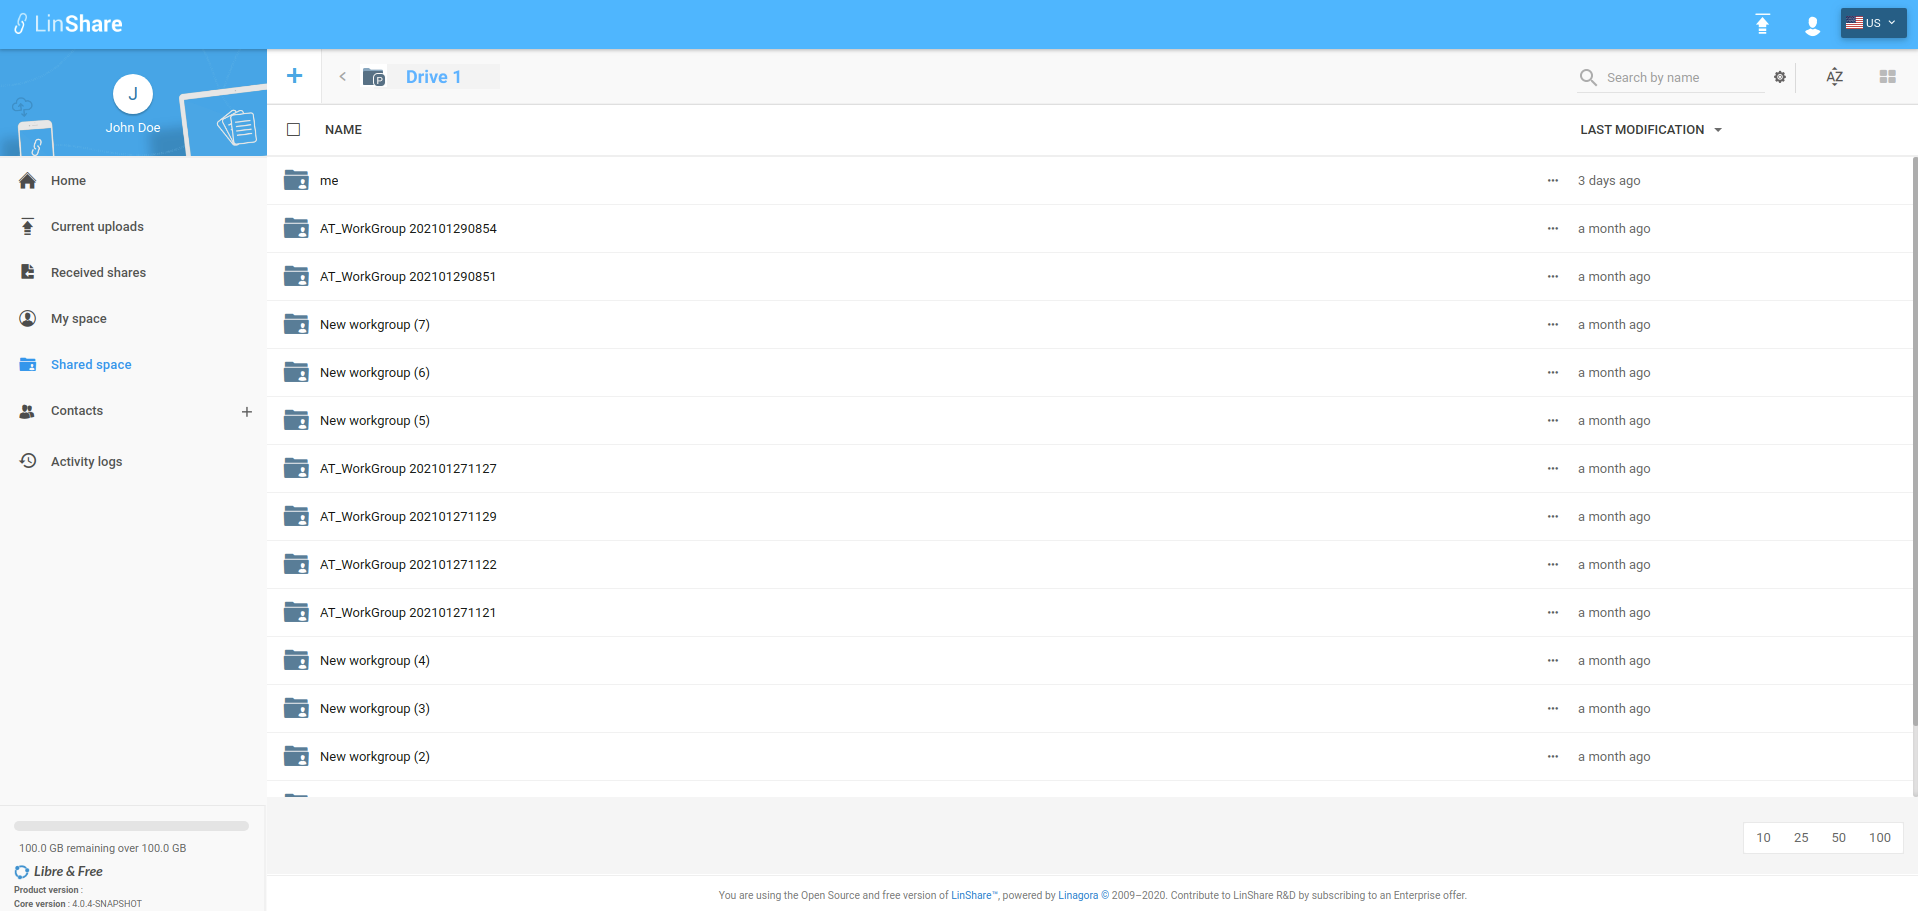 LinShare
US
J
John Doe
Drive 1
Search by name
AZ
NAME
LAST MODIFICATION
Home
Current uploads
Received shares
My space
Shared space
Contacts
Activity logs
me
3 days ago
AT_WorkGroup 202101290854
a month ago
AT_WorkGroup 202101290851
a month ago
New workgroup (7)
a month ago
New workgroup (6)
a month ago
New workgroup (5)
a month ago
AT_WorkGroup 202101271127
a month ago
AT_WorkGroup 202101271129
a month ago
AT_WorkGroup 202101271122
a month ago
AT_WorkGroup 202101271121
a month ago
New workgroup (4)
a month ago
New workgroup (3)
a month ago
New workgroup (2)
a month ago
10 25 50 100
100.0 GB remaining over 100.0 GB
Libre & Free
Product version :
Core version : 4.0.4-SNAPSHOT
You are using the Open Source and free version of LinShare™, powered by Linagora © 2009–2020. Contribute to LinShare R&D by subscribing to an Enterprise offer.